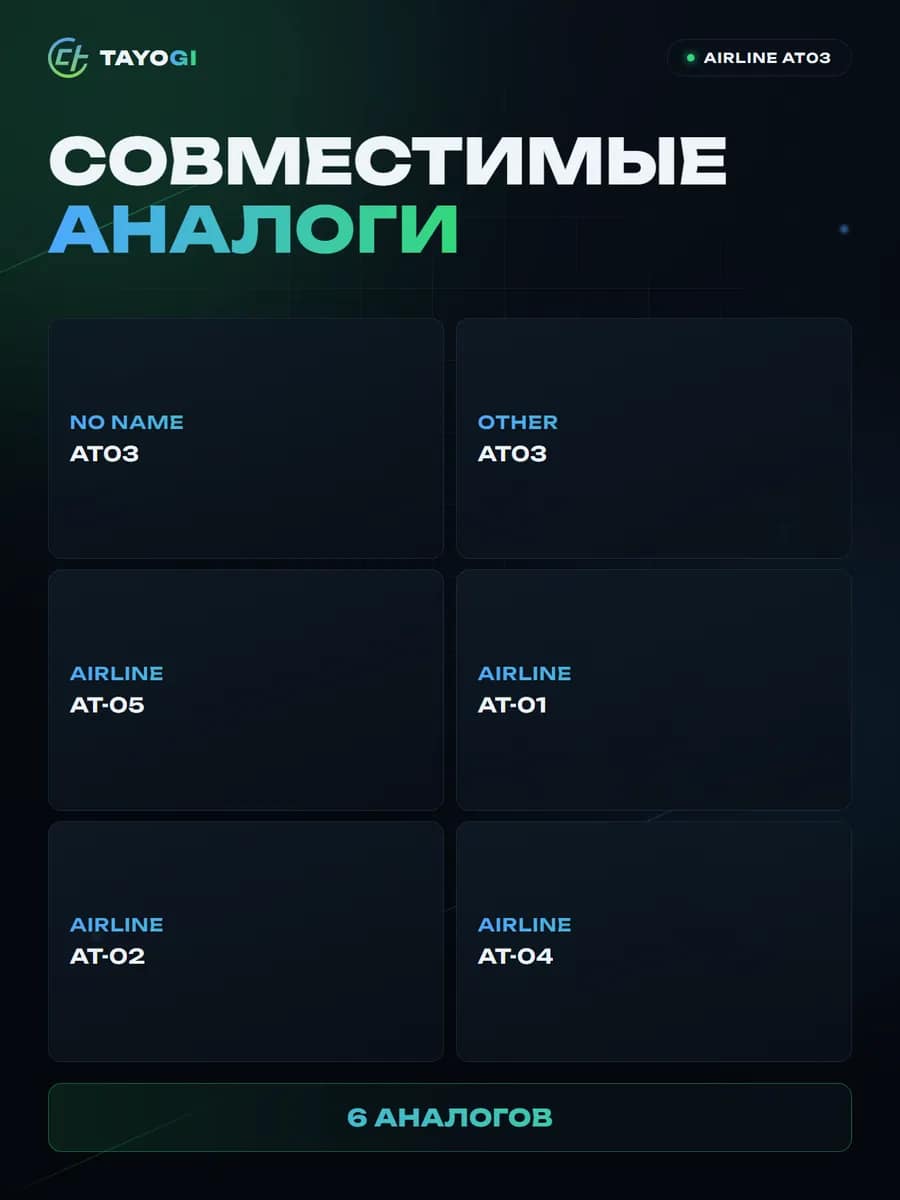 TAYOGI
AIRLINE AT03
СОВМЕСТИМЫЕ
АНАЛОГИ
NO NAME
AT03
OTHER
AT03
AIRLINE
AT-05
AIRLINE
AT-01
AIRLINE
AT-02
AIRLINE
AT-04
6 АНАЛОГОВ